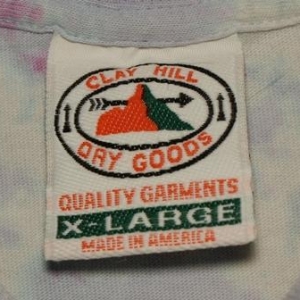 CLAY HILL
DRY GOODS
QUALITY GARMENTS
X-LARGE
MADE IN AMERICA